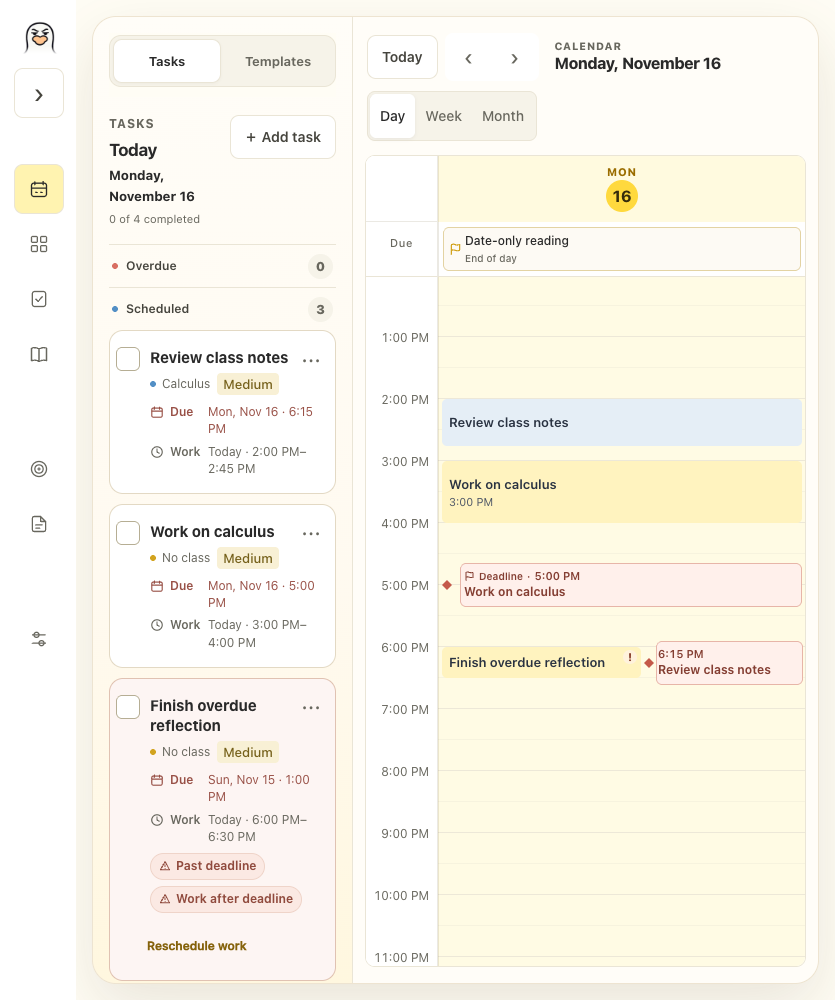 Tasks
Templates
TASKS
Today
Monday,
November 16
0 of 4 completed
+ Add task
Overdue
0
Scheduled
3
Review class notes
Calculus
Medium
Due
Mon, Nov 16 · 6:15
PM
Work
Today · 2:00 PM–
2:45 PM
Work on calculus
No class
Medium
Due
Mon, Nov 16 · 5:00
PM
Work
Today · 3:00 PM–
4:00 PM
Finish overdue
reflection
No class
Medium
Due
Sun, Nov 15 · 1:00
PM
Work
Today · 6:00 PM–
6:30 PM
Past deadline
Work after deadline
Reschedule work
Today
CALENDAR
Monday, November 16
Day
Week
Month
MON
16
Due
Date-only reading
End of day
1:00 PM
2:00 PM
Review class notes
3:00 PM
Work on calculus
3:00 PM
4:00 PM
5:00 PM
Deadline · 5:00 PM
Work on calculus
6:00 PM
Finish overdue reflection
!
6:15 PM
Review class notes
7:00 PM
8:00 PM
9:00 PM
10:00 PM
11:00 PM